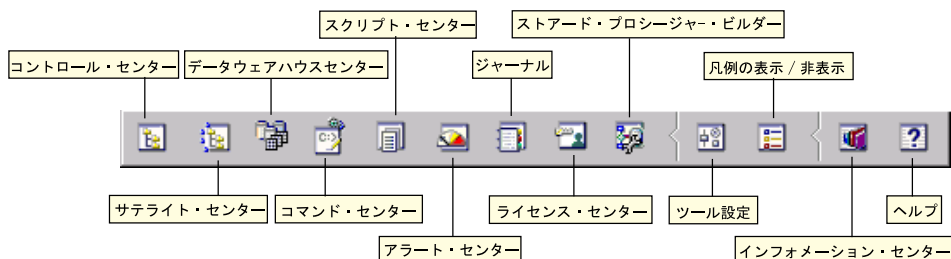 スクリプト・センター
ストアード・プロシージャー・ビルダー
コントロール・センター
データウェアハウスセンター
ジャーナル
凡例の表示 / 非表示
サテライト・センター
コマンド・センター
ライセンス・センター
ツール設定
ヘルプ
アラート・センター
インフォメーション・センター